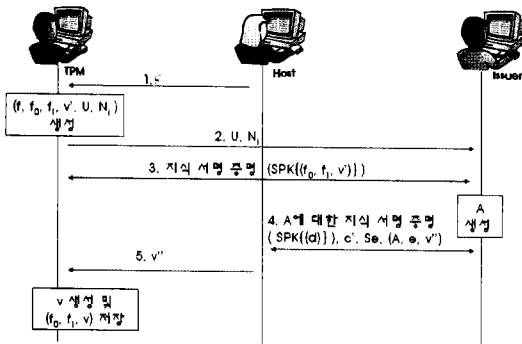 TPM
Host
Issuer
(f, f₀, f₁, v', U, Nᵢ)
생성
2. U, Nᵢ
3. 지식 서명 증명 (SPK{(f₀, f₁, v')})
A
생성
4. A에 대한 지식 서명 증명
( SPK{(d)} ), c', Se, (A, e, v'')
5. v''
v 생성 및
(f₀, f₁, v) 저장